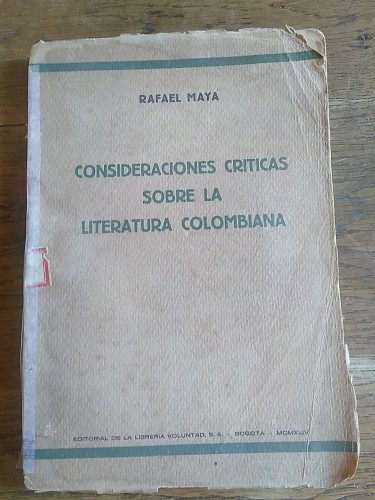 RAFAEL MAYA
CONSIDERACIONES CRITICAS
SOBRE LA
LITERATURA COLOMBIANA
EDITORIAL DE LA LIBRERIA VOLUNTAD, S. A. - BOGOTA - MCMXLIV